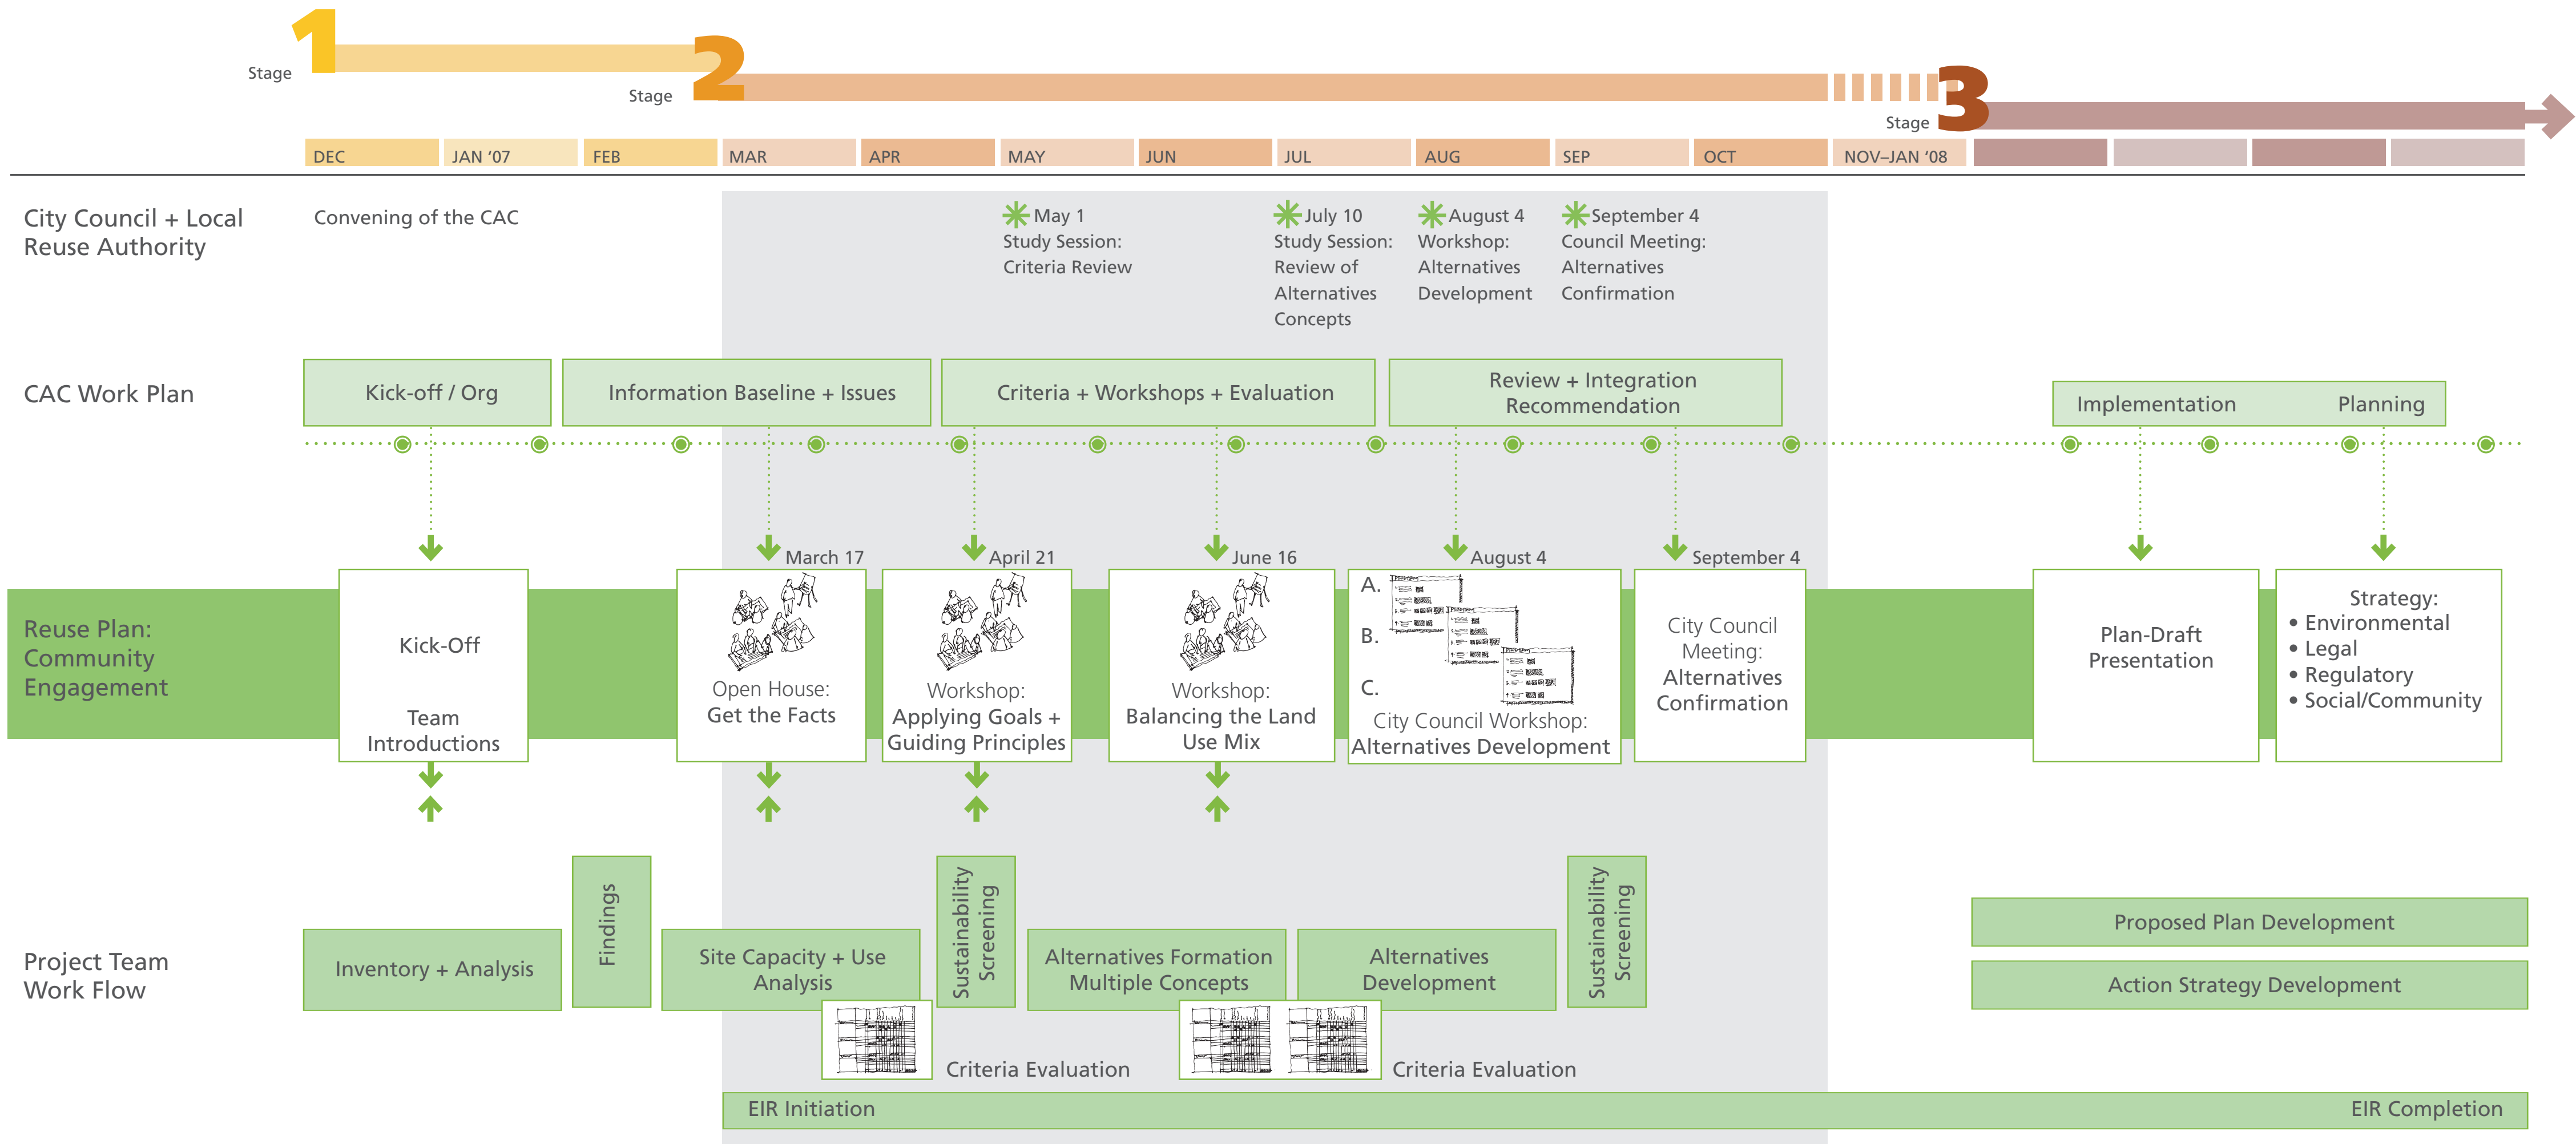 1
Stage
2
Stage
3
Stage
DEC
JAN ‘07
FEB
MAR
APR
MAY
JUN
JUL
AUG
SEP
OCT
NOV–JAN ‘08
City Council + Local
Reuse Authority
Convening of the CAC
May 1
Study Session:
Criteria Review
July 10
Study Session:
Review of
Alternatives
Concepts
August 4
Workshop:
Alternatives
Development
September 4
Council Meeting:
Alternatives
Confirmation
CAC Work Plan
Kick-off / Org
Information Baseline + Issues
Criteria + Workshops + Evaluation
Review + Integration
Recommendation
Implementation
Planning
Reuse Plan:
Community
Engagement
Kick-Off
Team
Introductions
March 17
Open House:
Get the Facts
April 21
Workshop:
Applying Goals +
Guiding Principles
June 16
Workshop:
Balancing the Land
Use Mix
August 4
A.
B.
C.
City Council Workshop:
Alternatives Development
September 4
City Council
Meeting:
Alternatives
Confirmation
Plan-Draft
Presentation
Strategy:
• Environmental
• Legal
• Regulatory
• Social/Community
Project Team
Work Flow
Inventory + Analysis
Findings
Site Capacity + Use
Analysis
Sustainability
Screening
Alternatives Formation
Multiple Concepts
Alternatives
Development
Sustainability
Screening
Proposed Plan Development
Action Strategy Development
Criteria Evaluation
Criteria Evaluation
EIR Initiation
EIR Completion